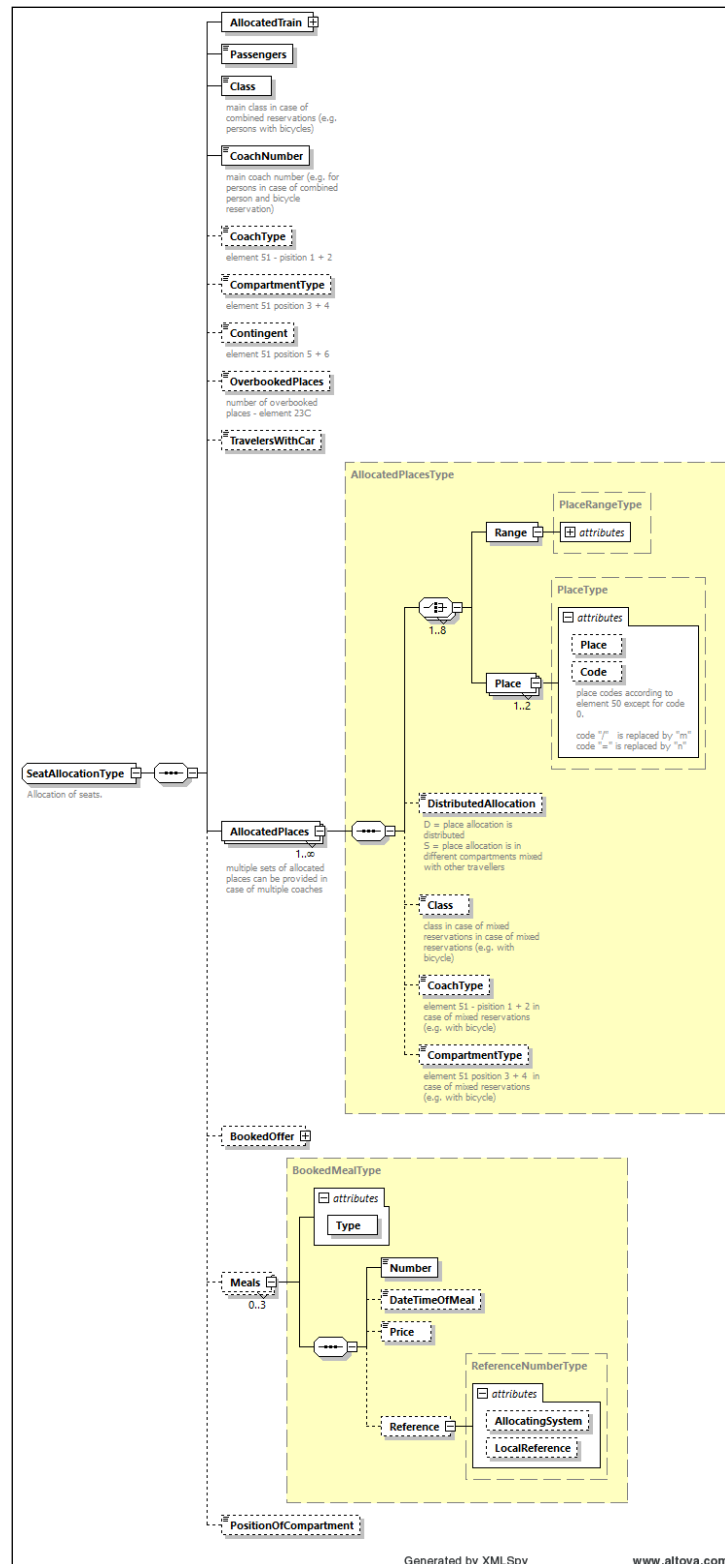 AllocatedTrain
Passengers
Class
main class in case of
combined reservations (e.g.
persons with bicycles)
CoachNumber
main coach number (e.g. for
persons in case of combined
person and bicycle
reservation)
CoachType
element 51 - pisition 1 + 2
CompartmentType
element 51 position 3 + 4
Contingent
element 51 position 5 + 6
OverbookedPlaces
number of overbooked
places - element 23C
TravelersWithCar
AllocatedPlacesType
PlaceRangeType
Range
attributes
1..8
PlaceType
attributes
Place
Code
place codes according to
element 50 except for code
0.
code "/"  is replaced by "m"
code "=" is replaced by "n"
Place
1..2
SeatAllocationType
Allocation of seats.
AllocatedPlaces
1..∞
multiple sets of allocated
places can be provided in
case of multiple coaches
DistributedAllocation
D = place allocation is
distributed
S = place allocation is in
different compartments mixed
with other travellers
Class
class in case of mixed
reservations in case of mixed
reservations (e.g. with
bicycle)
CoachType
element 51 - pisition 1 + 2 in
case of mixed reservations
(e.g. with bicycle)
CompartmentType
element 51 position 3 + 4  in
case of mixed reservations
(e.g. with bicycle)
BookedOffer
BookedMealType
attributes
Type
Meals
0..3
Number
DateTimeOfMeal
Price
ReferenceNumberType
attributes
Reference
AllocatingSystem
LocalReference
PositionOfCompartment
Generated by XMLSpy
www.altova.com